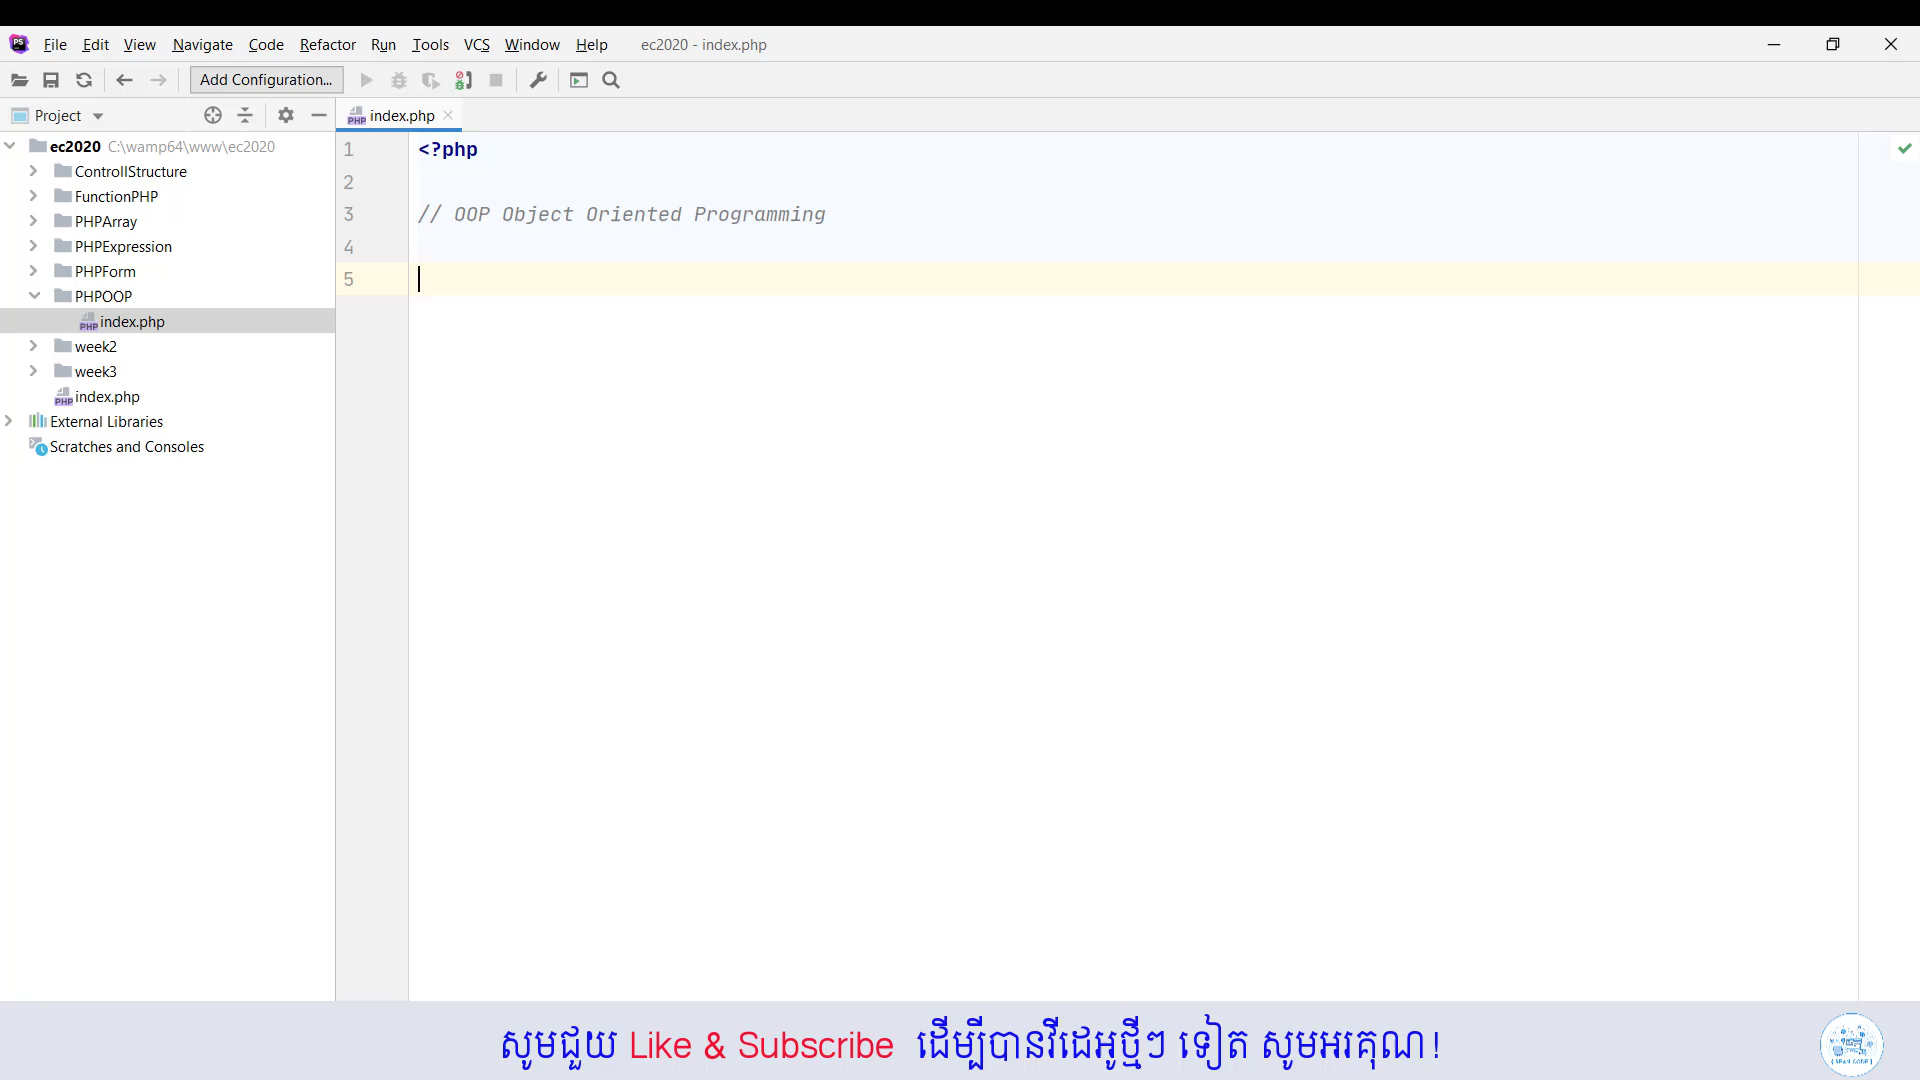 File Edit View Navigate Code Refactor Run Tools VCS Window Help ec2020 - index.php
Add Configuration...
Project
index.php
ec2020 C:\wamp64\www\ec2020
ControllStructure
FunctionPHP
PHPArray
PHPExpression
PHPForm
PHPOOP
index.php
week2
week3
index.php
External Libraries
Scratches and Consoles
1 <?php
2
3 // OOP Object Oriented Programming
4
5
សូមជួយ Like & Subscribe ដើម្បីបានវីដេអូថ្មីៗ ទៀត សូមអរគុណ!